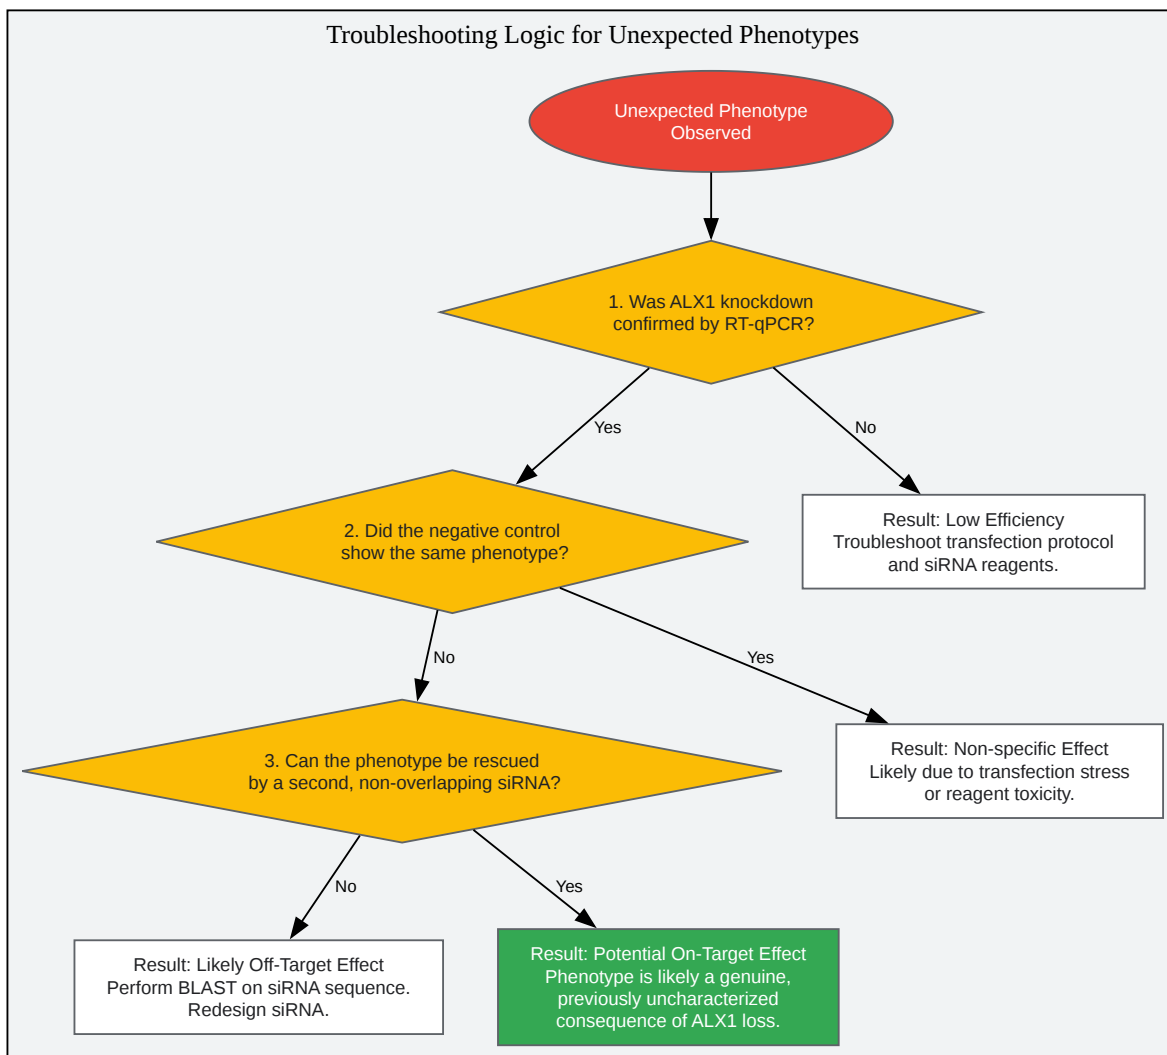 Troubleshooting Logic for Unexpected Phenotypes
Unexpected Phenotype
Observed
1. Was ALX1 knockdown
confirmed by RT-qPCR?
Yes
No
2. Did the negative control
show the same phenotype?
Result: Low Efficiency
Troubleshoot transfection protocol
and siRNA reagents.
No
Yes
3. Can the phenotype be rescued
by a second, non-overlapping siRNA?
Result: Non-specific Effect
Likely due to transfection stress
or reagent toxicity.
No
Yes
Result: Likely Off-Target Effect
Perform BLAST on siRNA sequence.
Redesign siRNA.
Result: Potential On-Target Effect
Phenotype is likely a genuine,
previously uncharacterized
consequence of ALX1 loss.